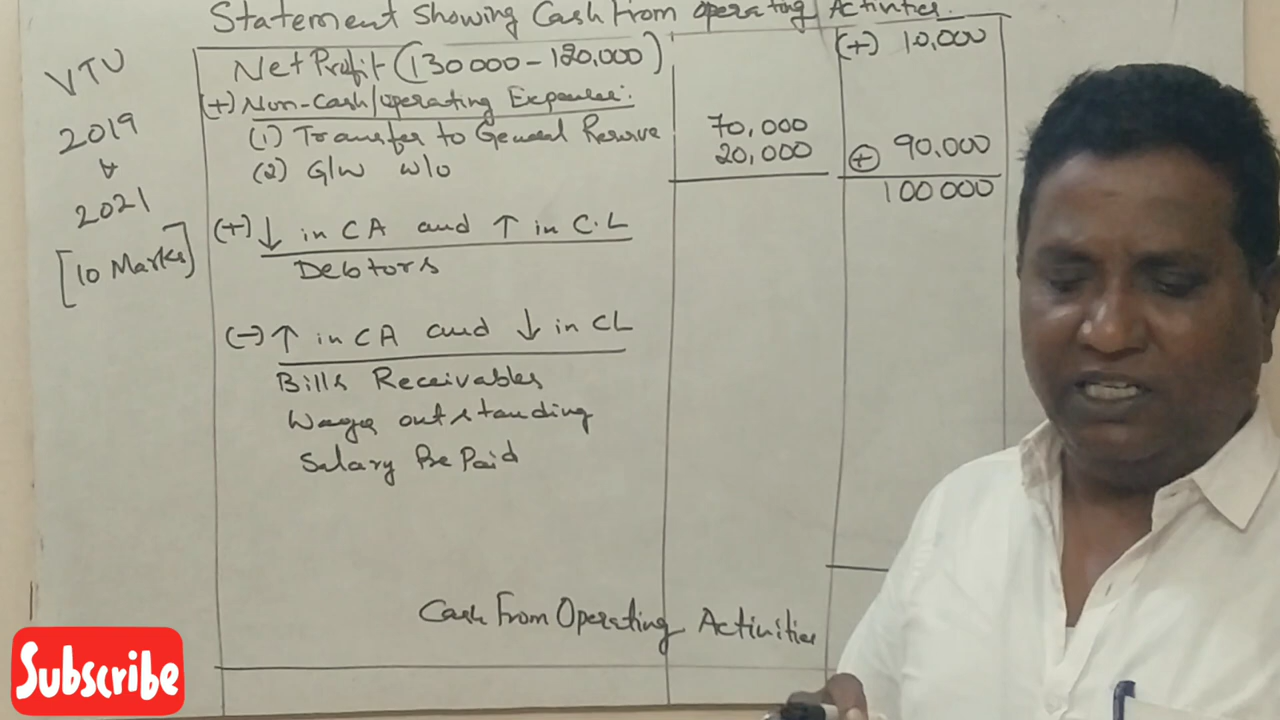 Statement Showing Cash From Operating Activities.
VTU
2019
2021
[10 Marks]
Net Profit (130000-120,000) (+) 10,000
(+) Non-Cash/operating Expenses:
(1) Transfer to General Reserve 70,000
(2) G/W W/O 20,000 (+) 90,000
100000
(+) ↓ in CA and ↑ in C.L
Debtors
(-) ↑ in CA and ↓ in CL
Bills Receivables
Wages outstanding
Salary PrePaid
Cash From Operating Activities
Subscribe